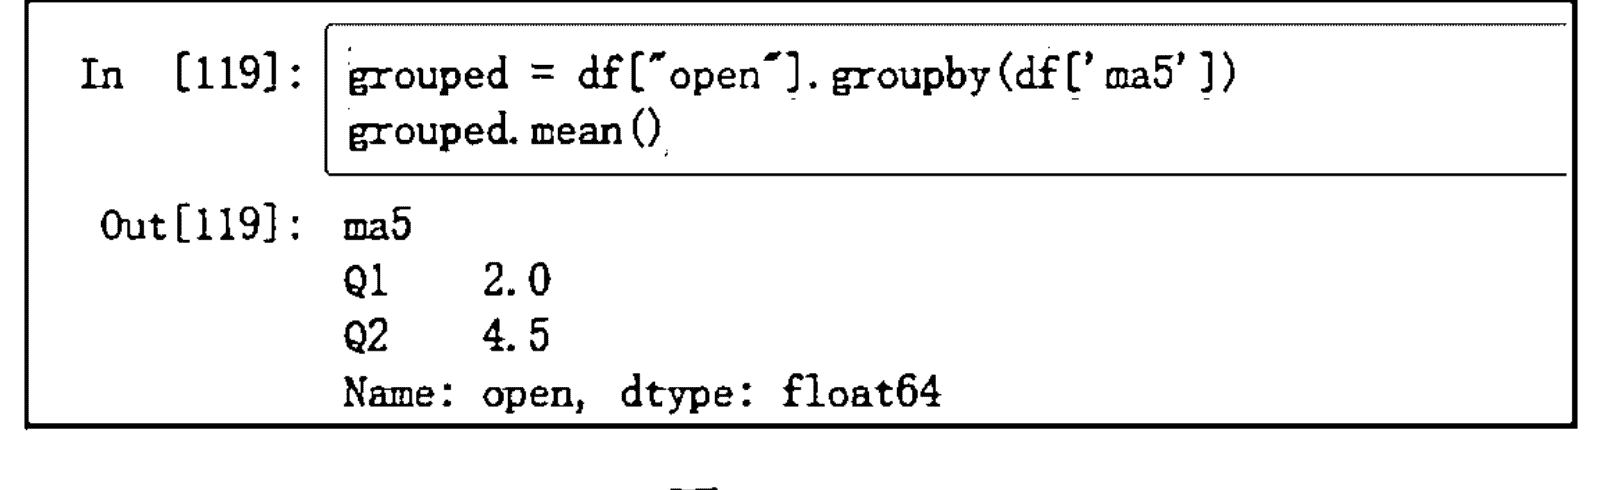 In [119]: grouped = df["open"].groupby(df['ma5'])
grouped.mean()
Out[119]: ma5
Q1 2.0
Q2 4.5
Name: open, dtype: float64